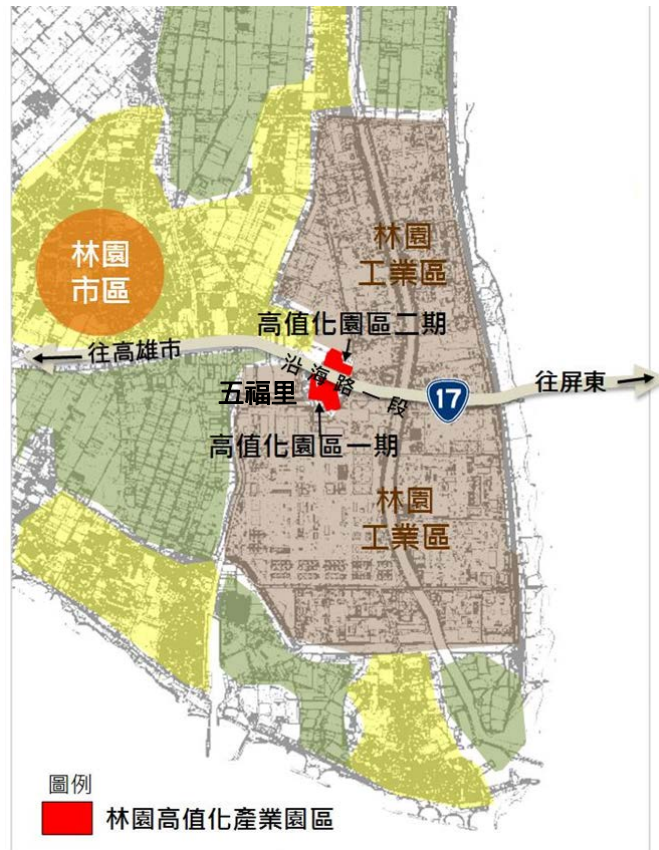 林園
市區
林園
工業區
高值化園區二期
往高雄市
沿海路一段
五福里
17
往屏東
高值化園區一期
林園
工業區
圖例
林園高值化產業園區